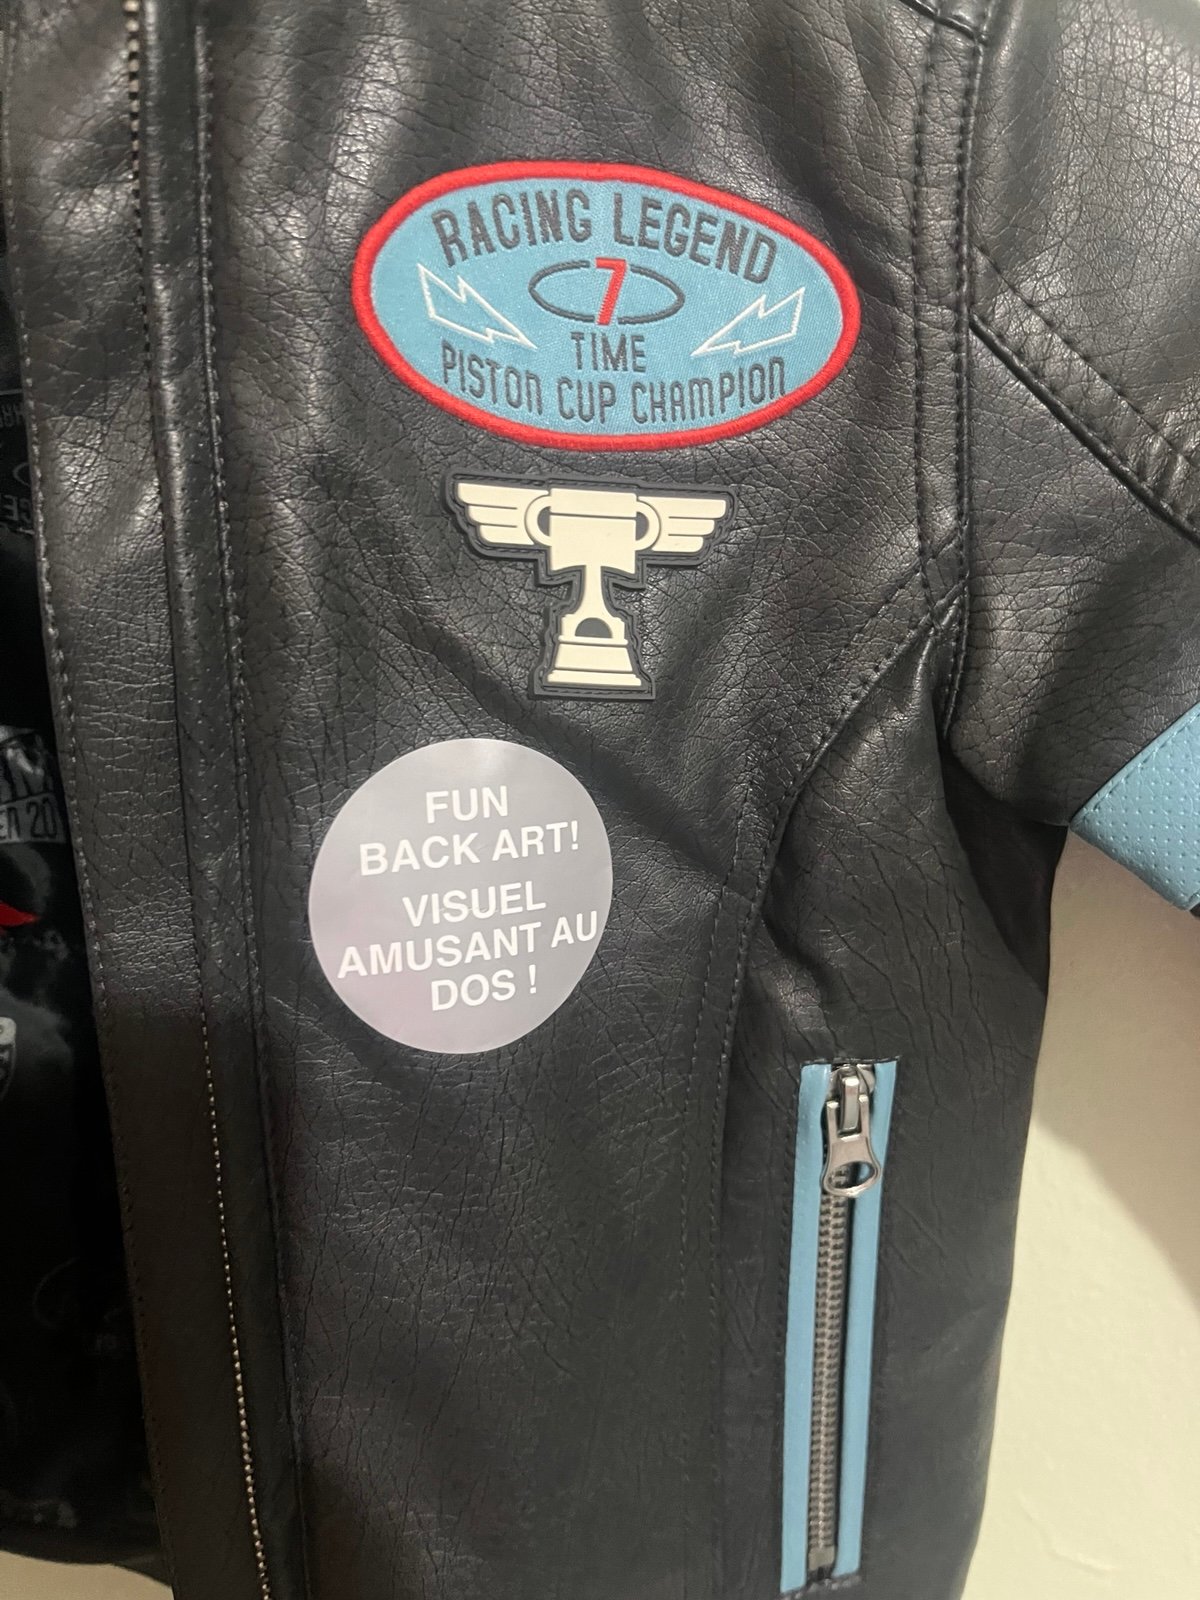 RACING LEGEND
7
TIME
PISTON CUP CHAMPION
FUN
BACK ART!
VISUEL
AMUSANT AU
DOS !